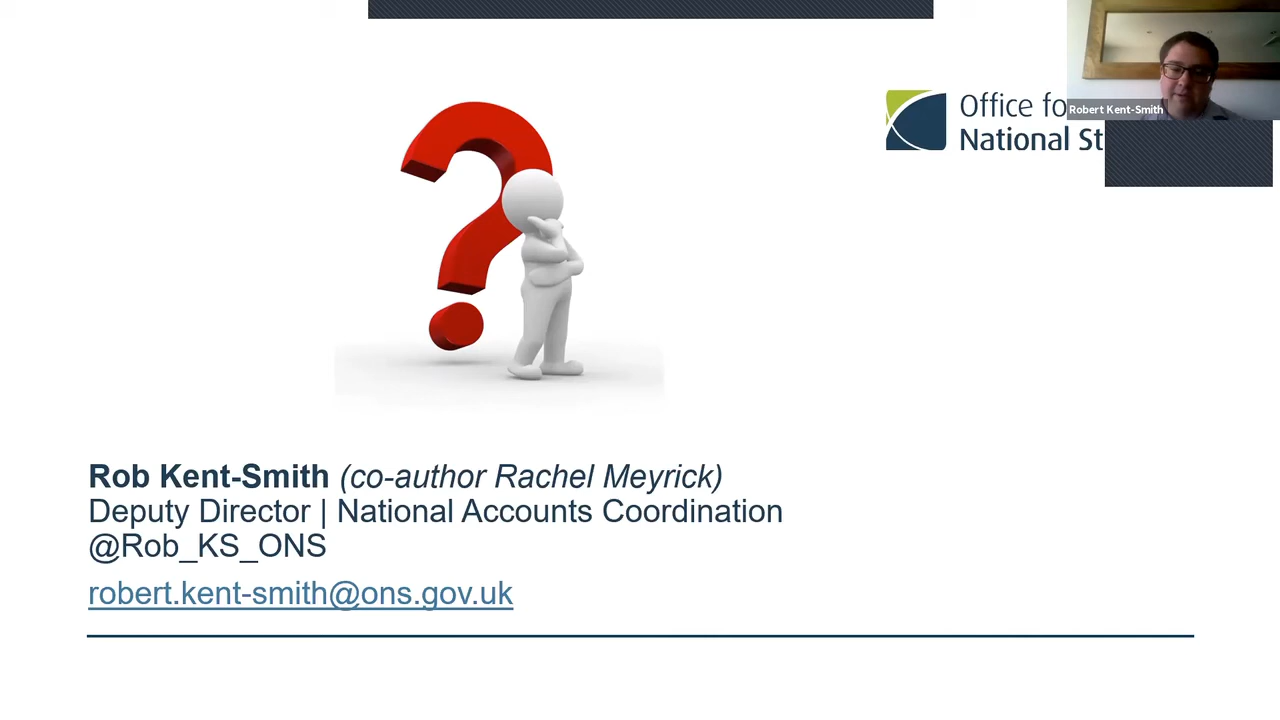 Office fo
National St
Robert Kent-Smith
Rob Kent-Smith (co-author Rachel Meyrick)
Deputy Director | National Accounts Coordination
@Rob_KS_ONS
robert.kent-smith@ons.gov.uk